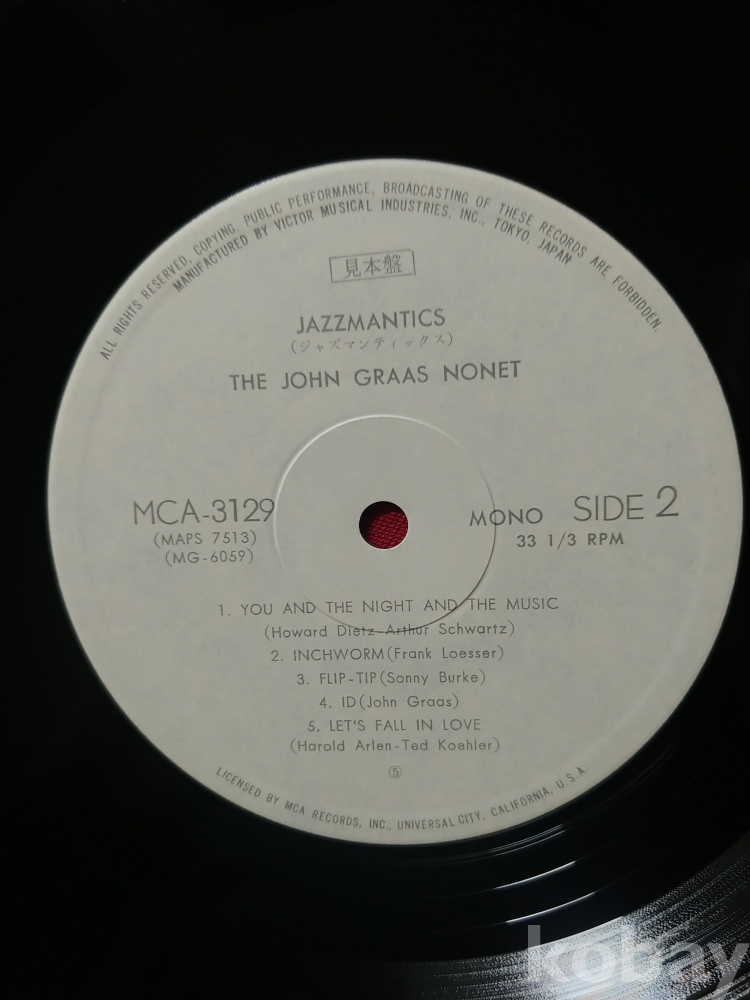 ALL RIGHTS RESERVED, COPYING, PUBLIC PERFORMANCE, BROADCASTING OF THESE RECORDS ARE FORBIDDEN.
MANUFACTURED BY VICTOR MUSICAL INDUSTRIES, INC., TOKYO, JAPAN
見本盤
JAZZMANTICS
(ジャズマンティックス)
THE JOHN GRAAS NONET
MCA-3129
(MAPS 7513)
(MG-6059)
MONO SIDE 2
33 1/3 RPM
1. YOU AND THE NIGHT AND THE MUSIC
(Howard Dietz-Arthur Schwartz)
2. INCHWORM(Frank Loesser)
3. FLIP-TIP(Sonny Burke)
4. ID(John Graas)
5. LET'S FALL IN LOVE
(Harold Arlen-Ted Koehler)
⑤
LICENSED BY MCA RECORDS, INC., UNIVERSAL CITY, CALIFORNIA, U.S.A.
kobay